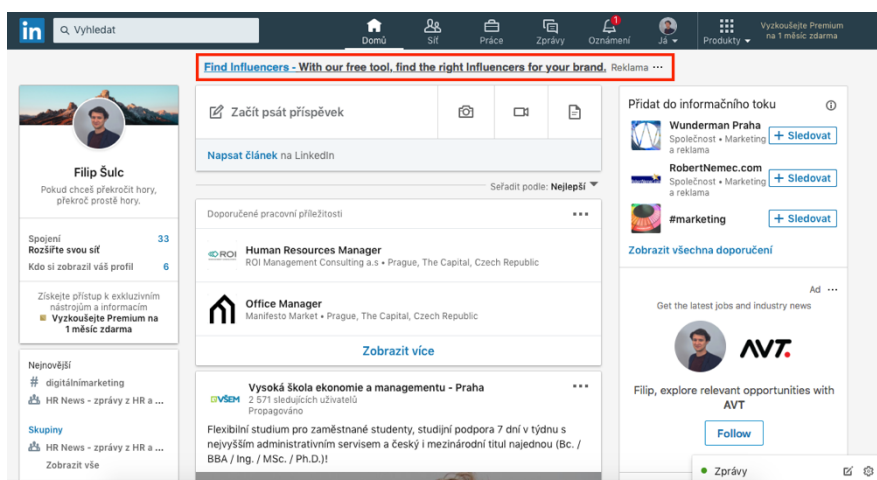 in
Vyhledat
Domů
Síť
Práce
Zprávy
1
Oznámení
Já
Produkty
Vyzkoušejte Premium
na 1 měsíc zdarma
Find Influencers - With our free tool, find the right Influencers for your brand. Reklama ...
Filip Šulc
Pokud chceš překročit hory,
překroč prostě hory.
Spojení 33
Rozšiřte svou síť
Kdo si zobrazil váš profil 6
Získejte přístup k exkluzivním
nástrojům a informacím
Vyzkoušejte Premium na
1 měsíc zdarma
Nejnovější
# digitálnímarketing
HR News - zprávy z HR a ...
Skupiny
HR News - zprávy z HR a ...
Zobrazit vše
Začít psát příspěvek
Napsat článek na LinkedIn
Seřadit podle: Nejlepší
Doporučené pracovní příležitosti
ROI
Human Resources Manager
ROI Management Consulting a.s • Prague, The Capital, Czech Republic
Office Manager
Manifesto Market • Prague, The Capital, Czech Republic
Zobrazit více
VŠEM
Vysoká škola ekonomie a managementu - Praha
2 571 sledujících uživatelů
Propagováno
Flexibilní studium pro zaměstnané studenty, studijní podpora 7 dní v týdnu s
nejvyšším administrativním servisem a český i mezinárodní titul najednou (Bc. /
BBA / Ing. / MSc. / Ph.D.)!
Přidat do informačního toku
Wunderman Praha
Společnost • Marketing
a reklama
+ Sledovat
RobertNemec.com
Společnost • Marketing
a reklama
+ Sledovat
#marketing
+ Sledovat
Zobrazit všechna doporučení
Ad ...
Get the latest jobs and industry news
AVT.
Filip, explore relevant opportunities with
AVT
Follow
Zprávy